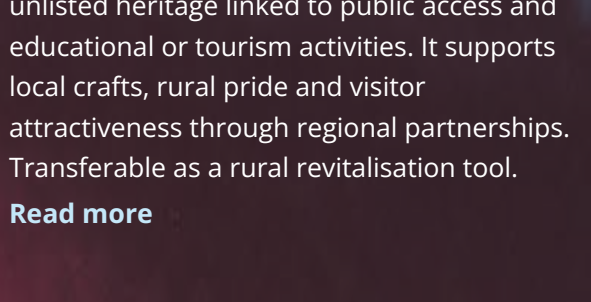 unlisted heritage linked to public access and
educational or tourism activities. It supports
local crafts, rural pride and visitor
attractiveness through regional partnerships.
Transferable as a rural revitalisation tool.
Read more